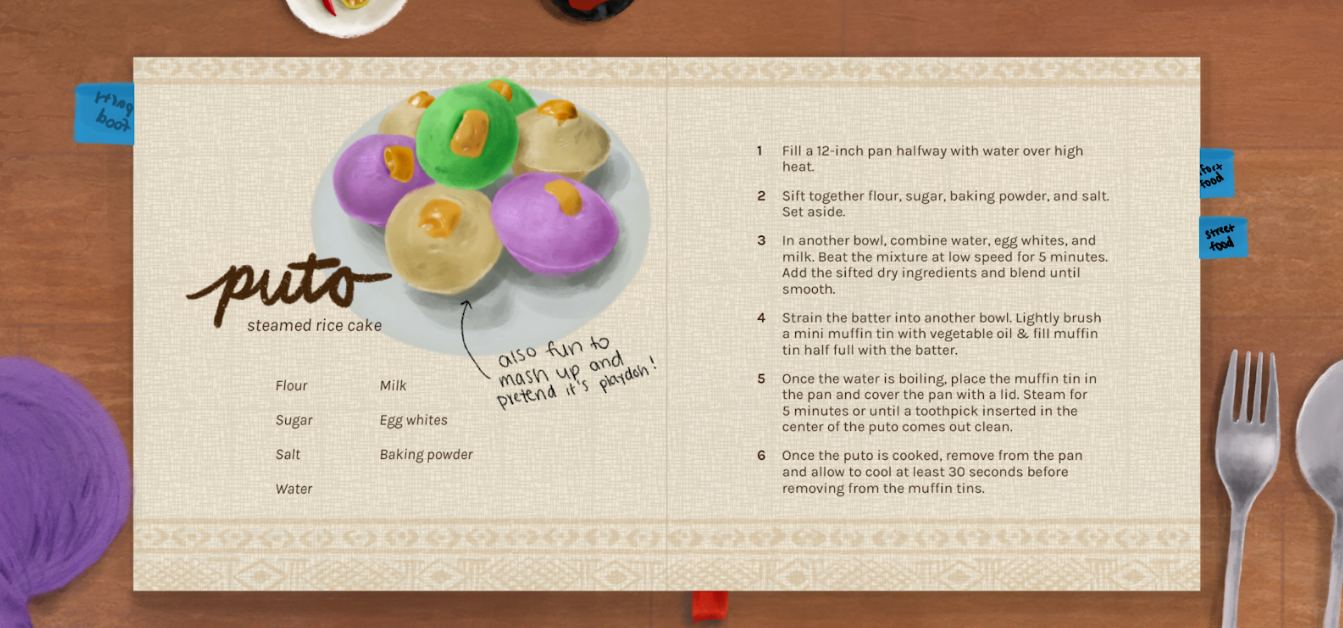 puto
steamed rice cake
also fun to
mash up and
pretend it's playdoh!
Flour
Milk
Sugar
Egg whites
Salt
Baking powder
Water
1 Fill a 12-inch pan halfway with water over high
heat.
2 Sift together flour, sugar, baking powder, and salt.
Set aside.
3 In another bowl, combine water, egg whites, and
milk. Beat the mixture at low speed for 5 minutes.
Add the sifted dry ingredients and blend until
smooth.
4 Strain the batter into another bowl. Lightly brush
a mini muffin tin with vegetable oil & fill muffin
tin half full with the batter.
5 Once the water is boiling, place the muffin tin in
the pan and cover the pan with a lid. Steam for
5 minutes or until a toothpick inserted in the
center of the puto comes out clean.
6 Once the puto is cooked, remove from the pan
and allow to cool at least 30 seconds before
removing from the muffin tins.
food
street
food